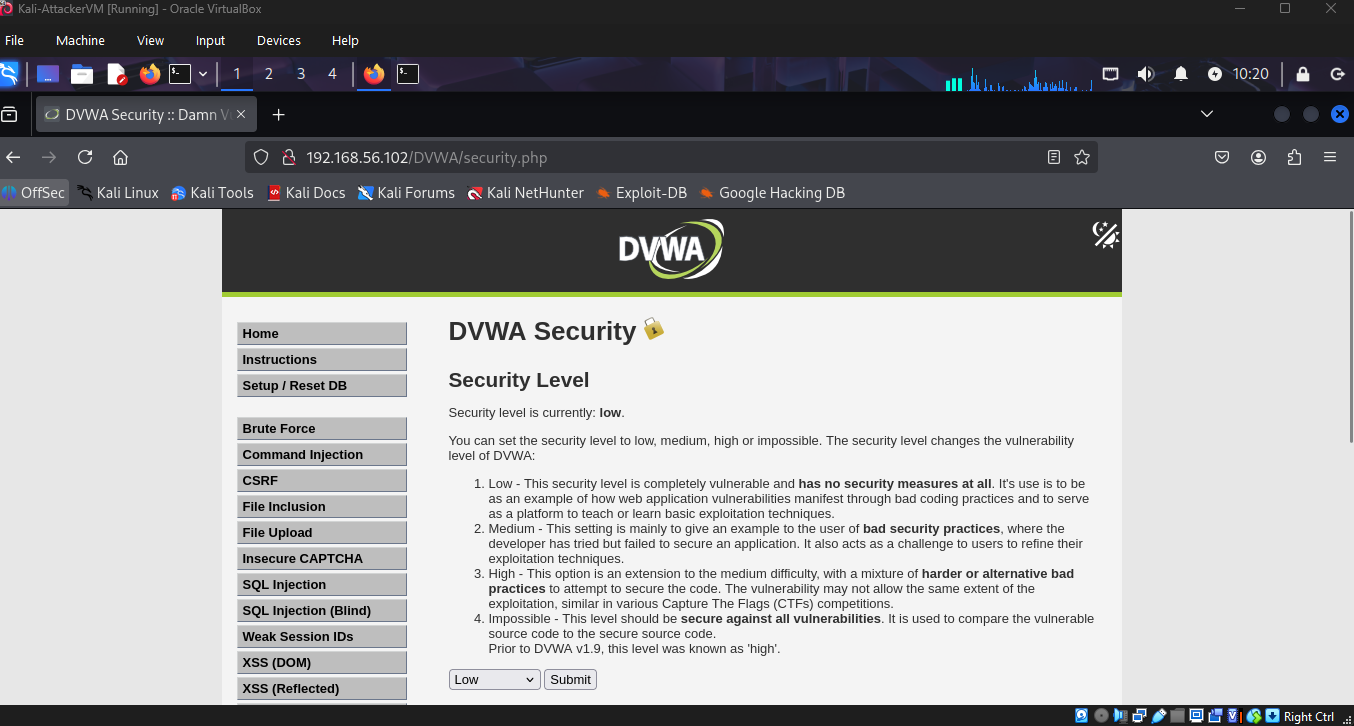 Kali-AttackerVM [Running] - Oracle VirtualBox
File Machine View Input Devices Help
1 2 3 4 10:20
DVWA Security :: Damn Vu
192.168.56.102/DVWA/security.php
OffSec Kali Linux Kali Tools Kali Docs Kali Forums Kali NetHunter Exploit-DB Google Hacking DB
DVWA
Home
Instructions
Setup / Reset DB
Brute Force
Command Injection
CSRF
File Inclusion
File Upload
Insecure CAPTCHA
SQL Injection
SQL Injection (Blind)
Weak Session IDs
XSS (DOM)
XSS (Reflected)
DVWA Security
Security Level
Security level is currently: low.
You can set the security level to low, medium, high or impossible. The security level changes the vulnerability
level of DVWA:
1. Low - This security level is completely vulnerable and has no security measures at all. It's use is to be
as an example of how web application vulnerabilities manifest through bad coding practices and to serve
as a platform to teach or learn basic exploitation techniques.
2. Medium - This setting is mainly to give an example to the user of bad security practices, where the
developer has tried but failed to secure an application. It also acts as a challenge to users to refine their
exploitation techniques.
3. High - This option is an extension to the medium difficulty, with a mixture of harder or alternative bad
practices to attempt to secure the code. The vulnerability may not allow the same extent of the
exploitation, similar in various Capture The Flags (CTFs) competitions.
4. Impossible - This level should be secure against all vulnerabilities. It is used to compare the vulnerable
source code to the secure source code.
Prior to DVWA v1.9, this level was known as 'high'.
Low Submit
Right Ctrl